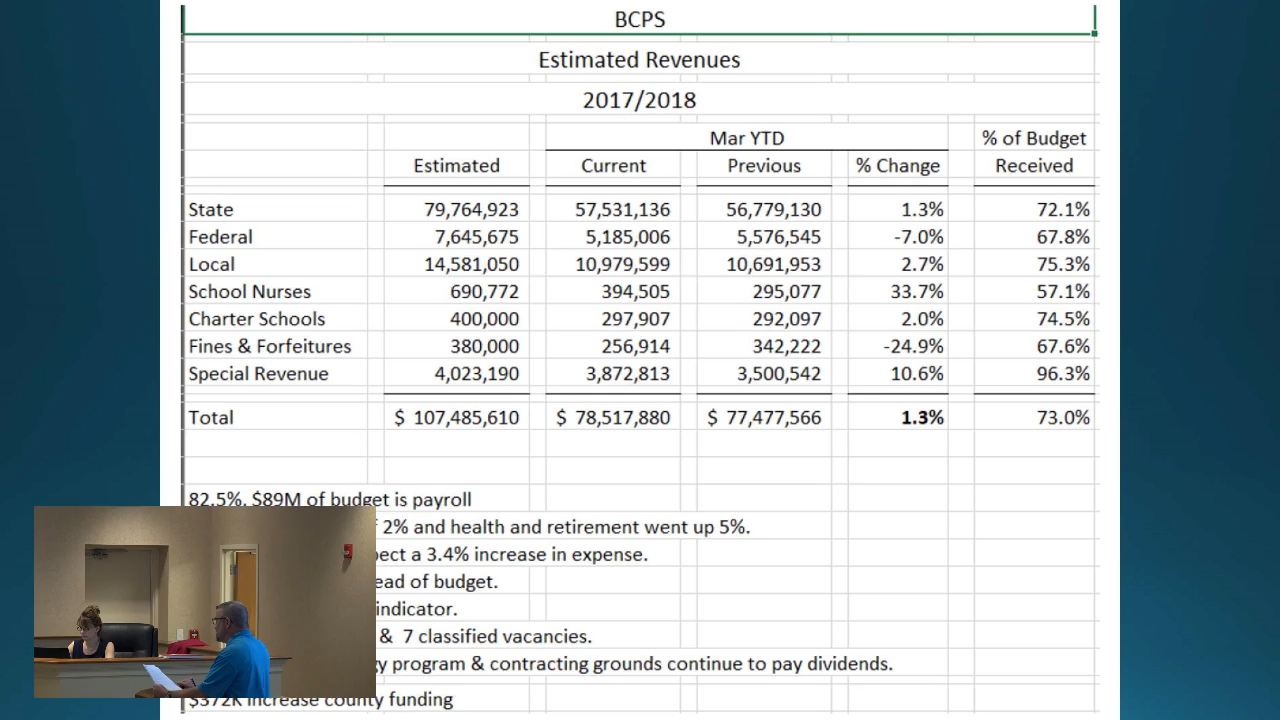 BCPS
Estimated Revenues
2017/2018
Mar YTD % of Budget
Estimated Current Previous % Change Received
State 79,764,923 57,531,136 56,779,130 1.3% 72.1%
Federal 7,645,675 5,185,006 5,576,545 -7.0% 67.8%
Local 14,581,050 10,979,599 10,691,953 2.7% 75.3%
School Nurses 690,772 394,505 295,077 33.7% 57.1%
Charter Schools 400,000 297,907 292,097 2.0% 74.5%
Fines & Forfeitures 380,000 256,914 342,222 -24.9% 67.6%
Special Revenue 4,023,190 3,872,813 3,500,542 10.6% 96.3%
Total $ 107,485,610 $ 78,517,880 $ 77,477,566 1.3% 73.0%
82.5%, $89M of budget is payroll
2% and health and retirement went up 5%.
a 3.4% increase in expense.
of budget.
indicator.
& 7 classified vacancies.
program & contracting grounds continue to pay dividends.
$372K increase county funding